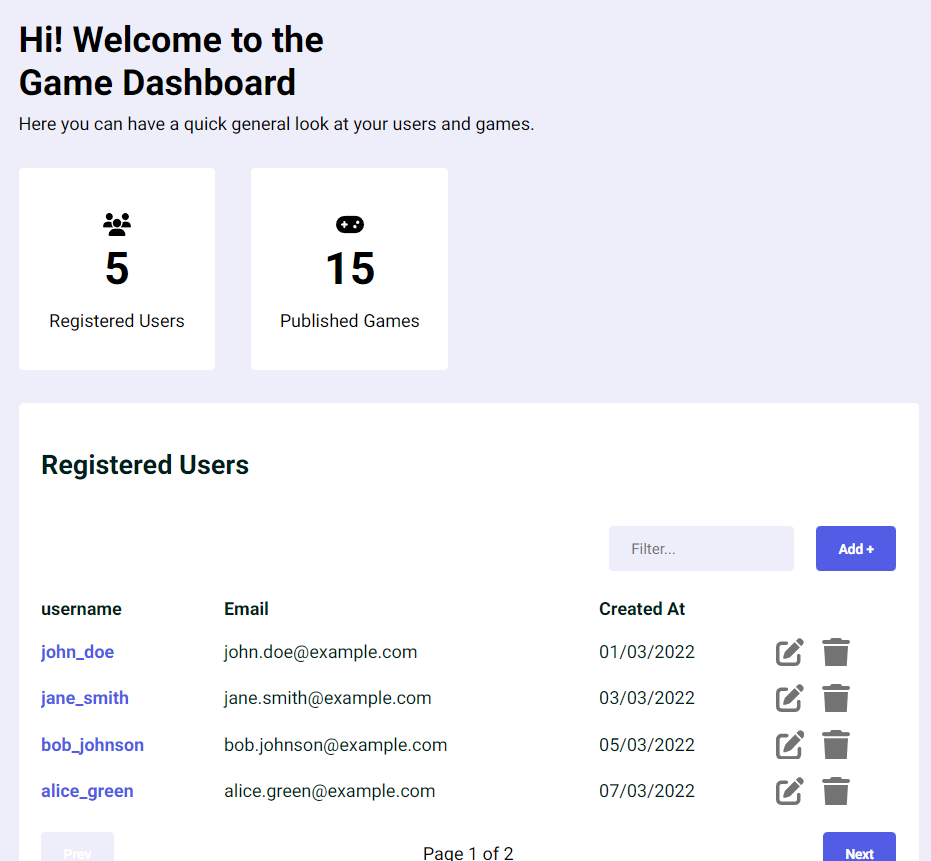 Hi! Welcome to the
Game Dashboard
Here you can have a quick general look at your users and games.
5
Registered Users
15
Published Games
Registered Users
Filter...
Add +
username Email Created At
john_doe john.doe@example.com 01/03/2022
jane_smith jane.smith@example.com 03/03/2022
bob_johnson bob.johnson@example.com 05/03/2022
alice_green alice.green@example.com 07/03/2022
Prev Page 1 of 2 Next